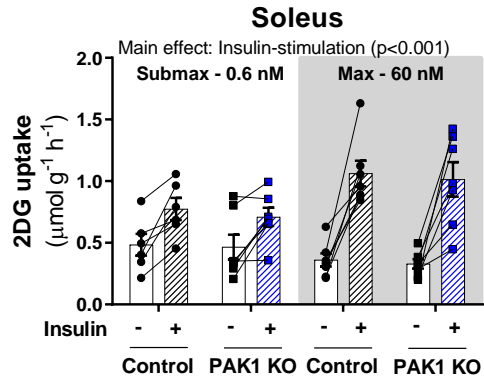 Soleus
Main effect: Insulin-stimulation (p<0.001)
Submax - 0.6 nM Max - 60 nM
2DG uptake
(μmol g⁻¹ h⁻¹)
2.0
1.5
1.0
0.5
0.0
Insulin - + - + - + - +
Control PAK1 KO Control PAK1 KO